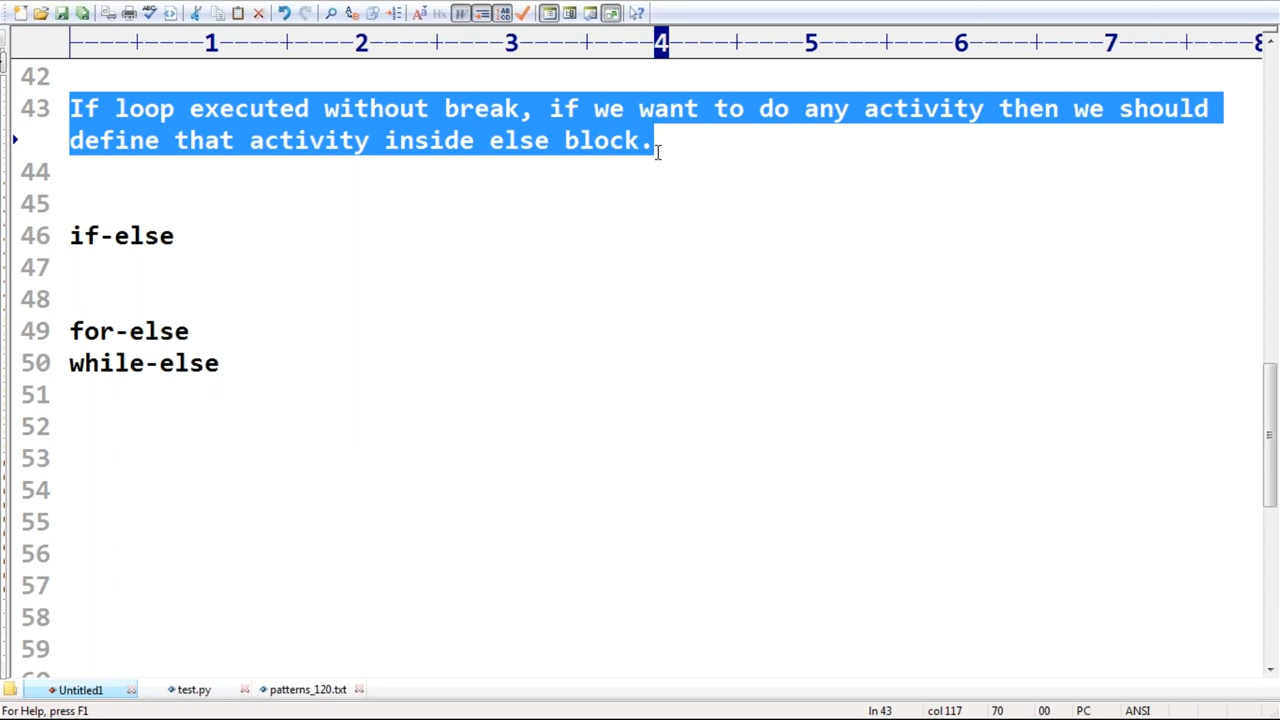 1 2 3 4 5 6 7 8
42
43 If loop executed without break, if we want to do any activity then we should
define that activity inside else block.
44
45
46 if-else
47
48
49 for-else
50 while-else
51
52
53
54
55
56
57
58
59
Untitled1 test.py patterns_120.txt
For Help, press F1 ln 43 col 117 70 00 PC ANSI